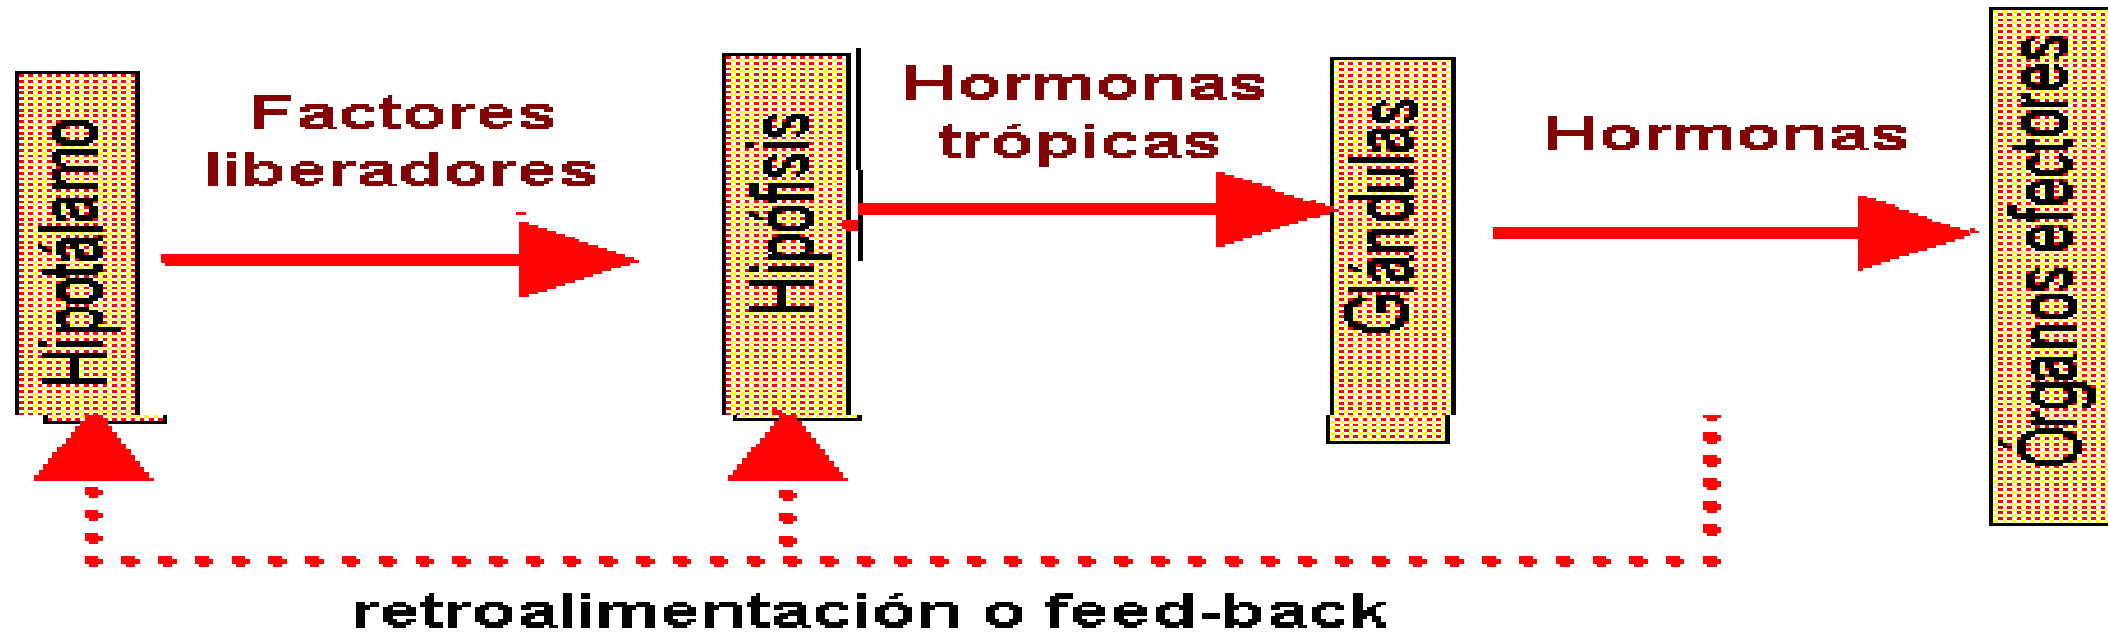 Hipotálamo
Factores
liberadores
Hipófisis
Hormonas
trópicas
Glándulas
Hormonas
Órganos efectores
retroalimentación o feed-back